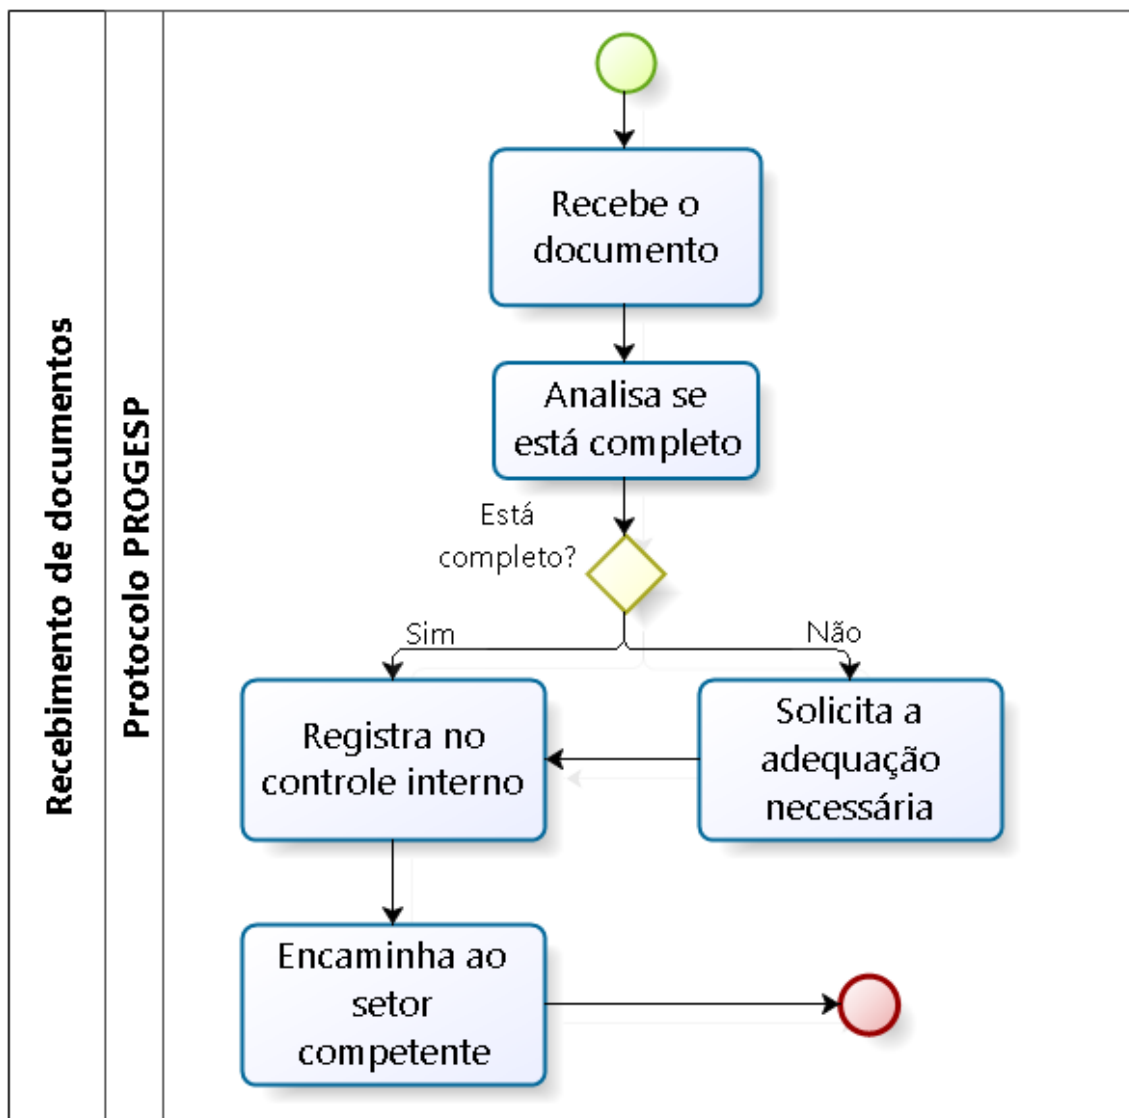 Recebimento de documentos
Protocolo PROGESP
Recebe o
documento
Analisa se
está completo
Está
completo?
Sim
Não
Registra no
controle interno
Solicita a
adequação
necessária
Encaminha ao
setor
competente